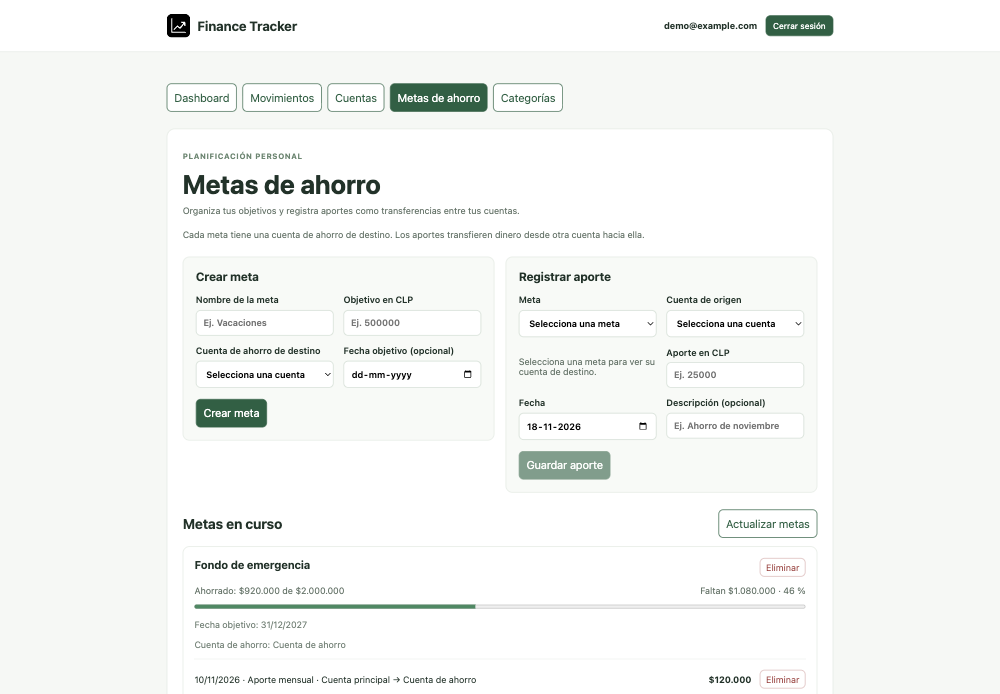 Finance Tracker
demo@example.com
Cerrar sesión
Dashboard
Movimientos
Cuentas
Metas de ahorro
Categorías
PLANIFICACIÓN PERSONAL
Metas de ahorro
Organiza tus objetivos y registra aportes como transferencias entre tus cuentas.
Cada meta tiene una cuenta de ahorro de destino. Los aportes transfieren dinero desde otra cuenta hacia ella.
Crear meta
Nombre de la meta
Objetivo en CLP
Ej. Vacaciones
Ej. 500000
Cuenta de ahorro de destino
Fecha objetivo (opcional)
Selecciona una cuenta
dd-mm-yyyy
Crear meta
Registrar aporte
Meta
Cuenta de origen
Selecciona una meta
Selecciona una cuenta
Selecciona una meta para ver su
cuenta de destino.
Aporte en CLP
Ej. 25000
Fecha
Descripción (opcional)
18-11-2026
Ej. Ahorro de noviembre
Guardar aporte
Metas en curso
Actualizar metas
Fondo de emergencia
Eliminar
Ahorrado: $920.000 de $2.000.000
Faltan $1.080.000 · 46 %
Fecha objetivo: 31/12/2027
Cuenta de ahorro: Cuenta de ahorro
10/11/2026 · Aporte mensual · Cuenta principal → Cuenta de ahorro
$120.000
Eliminar